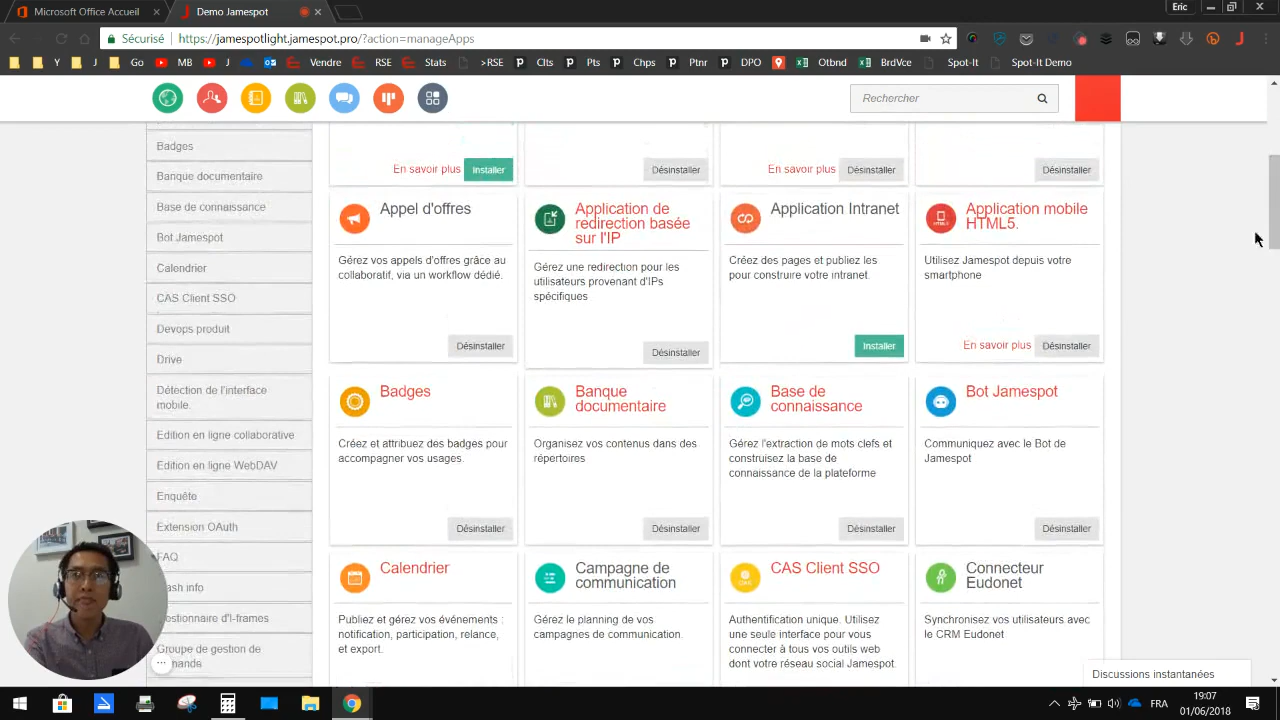 Microsoft Office Accueil
Demo Jamespot
Eric
Sécurisé
https://jamespotlight.jamespot.pro/?action=manageApps
Y
J
Go
MB
J
Vendre
RSE
Stats
>RSE
Clts
Pts
Chps
Ptnr
DPO
Otbnd
BrdVce
Spot-It
Spot-It Demo
Rechercher
Badges
Banque documentaire
Base de connaissance
Bot Jamespot
Calendrier
CAS Client SSO
Devops produit
Drive
Détection de l'interface
mobile.
Edition en ligne collaborative
Edition en ligne WebDAV
Enquête
Extension OAuth
FAQ
ash info
estionnaire d'I-frames
Groupe de gestion de
mande
En savoir plus
Installer
Désinstaller
En savoir plus
Désinstaller
Désinstaller
Appel d'offres
Gérez vos appels d'offres grâce au
collaboratif, via un workflow dédié.
Désinstaller
Application de
redirection basée
sur l'IP
Gérez une redirection pour les
utilisateurs provenant d'IPs
spécifiques
Désinstaller
Application Intranet
Créez des pages et publiez les
pour construire votre intranet.
Installer
Application mobile
HTML5.
Utilisez Jamespot depuis votre
smartphone
En savoir plus
Désinstaller
Badges
Créez et attribuez des badges pour
accompagner vos usages.
Désinstaller
Banque
documentaire
Organisez vos contenus dans des
répertoires
Désinstaller
Base de
connaissance
Gérez l'extraction de mots clefs et
construisez la base de
connaissance de la plateforme
Désinstaller
Bot Jamespot
Communiquez avec le Bot de
Jamespot
Désinstaller
Calendrier
Publiez et gérez vos événements :
notification, participation, relance,
et export.
Campagne de
communication
Gérez le planning de vos
campagnes de communication.
CAS Client SSO
Authentification unique. Utilisez
une seule interface pour vous
connecter à tous vos outils web
dont votre réseau social Jamespot.
Connecteur
Eudonet
Synchronisez vos utilisateurs avec
le CRM Eudonet
Discussions instantanées
FRA
19:07
01/06/2018